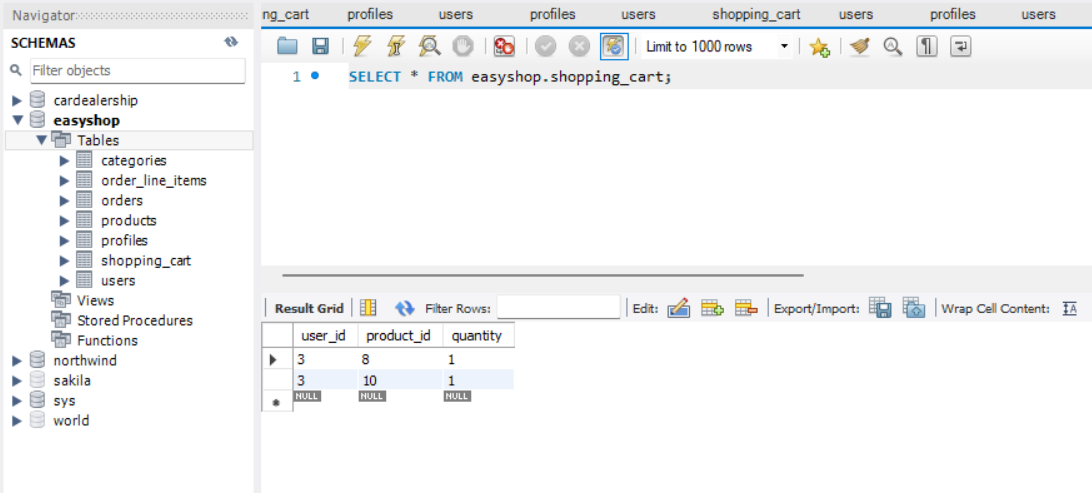 Navigator
SCHEMAS
Filter objects
cardealership
easyshop
Tables
categories
order_line_items
orders
products
profiles
shopping_cart
users
Views
Stored Procedures
Functions
northwind
sakila
sys
world
ng_cart profiles users profiles users shopping_cart users profiles users
Limit to 1000 rows
1 SELECT * FROM easyshop.shopping_cart;
Result Grid Filter Rows: Edit: Export/Import: Wrap Cell Content: IA
user_id product_id quantity
3 8 1
3 10 1
NULL NULL NULL